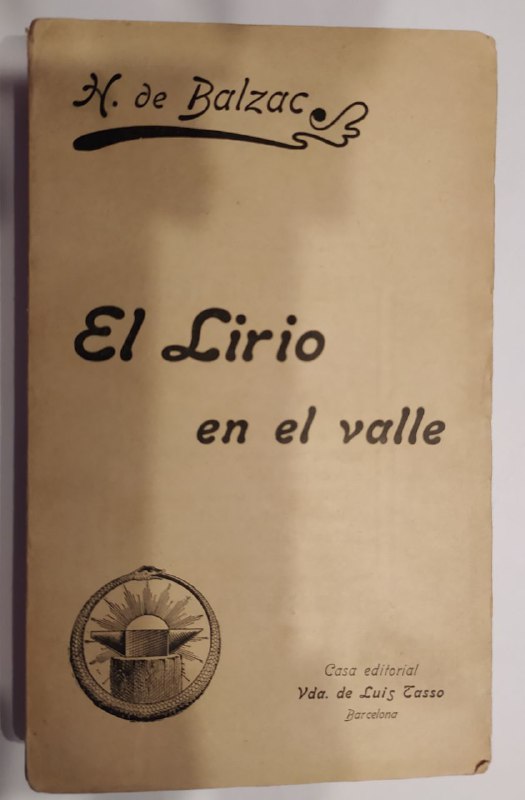 H. de Balzac
El Lirio
en el valle
Casa editorial
Vda. de Luis Tasso
Barcelona